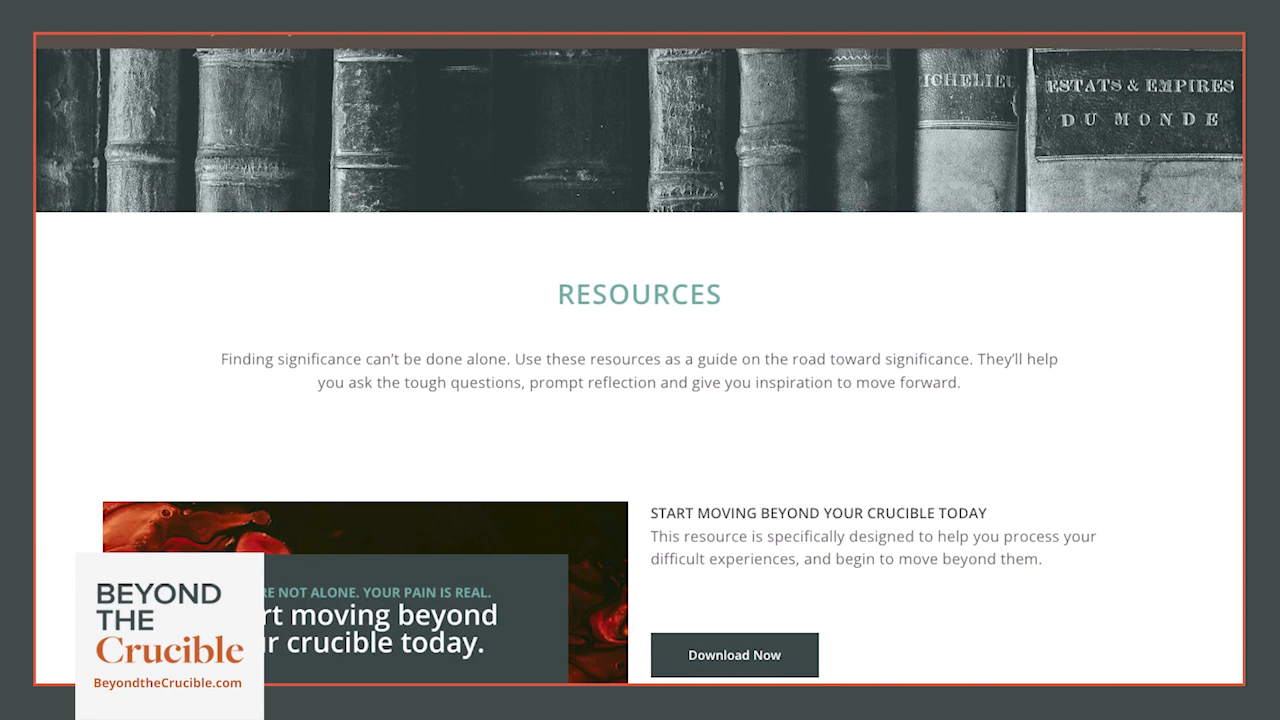 ICHELIEU
ESTATS & EMPIRES
DU MONDE
RESOURCES
Finding significance can't be done alone. Use these resources as a guide on the road toward significance. They'll help
you ask the tough questions, prompt reflection and give you inspiration to move forward.
START MOVING BEYOND YOUR CRUCIBLE TODAY
This resource is specifically designed to help you process your
difficult experiences, and begin to move beyond them.
Download Now
RE NOT ALONE. YOUR PAIN IS REAL.
rt moving beyond
r crucible today.
BEYOND
THE
Crucible
BeyondtheCrucible.com